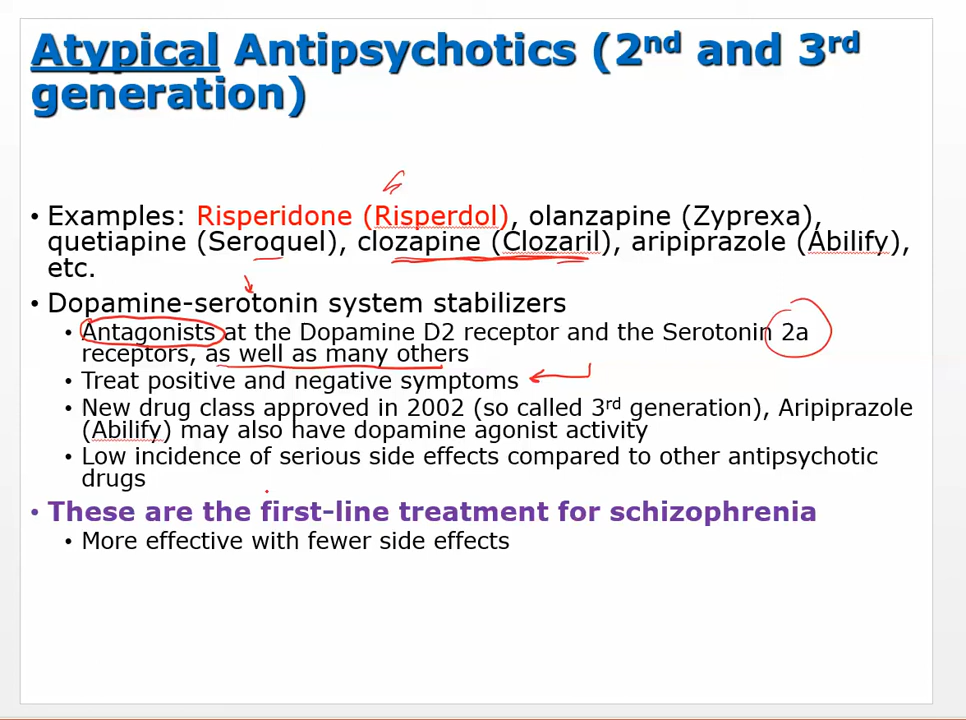 Atypical Antipsychotics (2nd and 3rd
generation)
• Examples: Risperidone (Risperdol), olanzapine (Zyprexa),
quetiapine (Seroquel), clozapine (Clozaril), aripiprazole (Abilify),
etc.
• Dopamine-serotonin system stabilizers
• Antagonists at the Dopamine D2 receptor and the Serotonin 2a
receptors, as well as many others
• Treat positive and negative symptoms
• New drug class approved in 2002 (so called 3rd generation), Aripiprazole
(Abilify) may also have dopamine agonist activity
• Low incidence of serious side effects compared to other antipsychotic
drugs
• These are the first-line treatment for schizophrenia
• More effective with fewer side effects